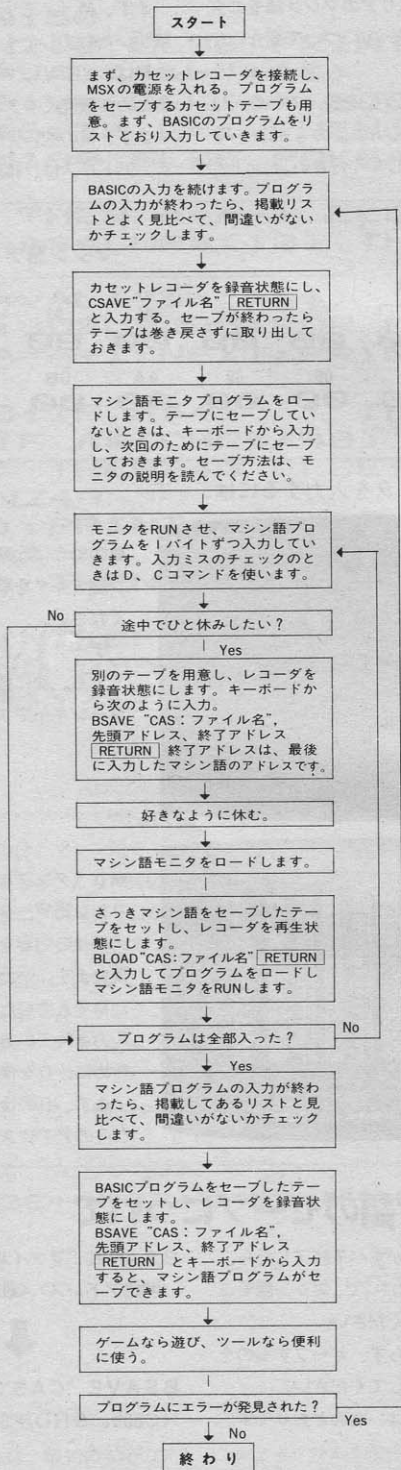 スタート
まず、カセットレコーダを接続し、
MSXの電源を入れる。プログラム
をセーブするカセットテープも用
意。まず、BASICのプログラムをリ
ストどおり入力していきます。
BASICの入力を続けます。プログラ
ムの入力が終わったら、掲載リス
トとよく見比べて、間違いがない
かチェックします。
カセットレコーダを録音状態にし、
CSAVE"ファイル名" RETURN
と入力する。セーブが終わったら
テープは巻き戻さずに取り出して
おきます。
マシン語モニタプログラムをロー
ドします。テープにセーブしてい
ないときは、キーボードから入力
し、次回のためにテープにセーブ
しておきます。セーブ方法は、モ
ニタの説明を読んでください。
モニタをRUNさせ、マシン語プロ
グラムを1バイトずつ入力してい
きます。入力ミスのチェックのと
きはD、Cコマンドを使います。
No
途中でひと休みしたい？
Yes
別のテープを用意し、レコーダを
録音状態にします。キーボードか
ら次のように入力。
BSAVE "CAS：ファイル名",
先頭アドレス、終了アドレス
RETURN 終了アドレスは、最後
に入力したマシン語のアドレスです。
好きなように休む。
マシン語モニタをロードします。
さっきマシン語をセーブしたテー
プをセットし、レコーダを再生状
態にします。
BLOAD"CAS：ファイル名" RETURN
と入力してプログラムをロードし
マシン語モニタをRUNします。
プログラムは全部入った？
No
Yes
マシン語プログラムの入力が終わ
ったら、掲載してあるリストと見
比べて、間違いがないかチェック
します。
BASICプログラムをセーブしたテー
プをセットし、レコーダを録音状
態にします。
BSAVE "CAS：ファイル名",
先頭アドレス、終了アドレス
RETURN とキーボードから入力
すると、マシン語プログラムがセ
ーブできます。
ゲームなら遊び、ツールなら便利
に使う。
プログラムにエラーが発見された？
Yes
No
終わり